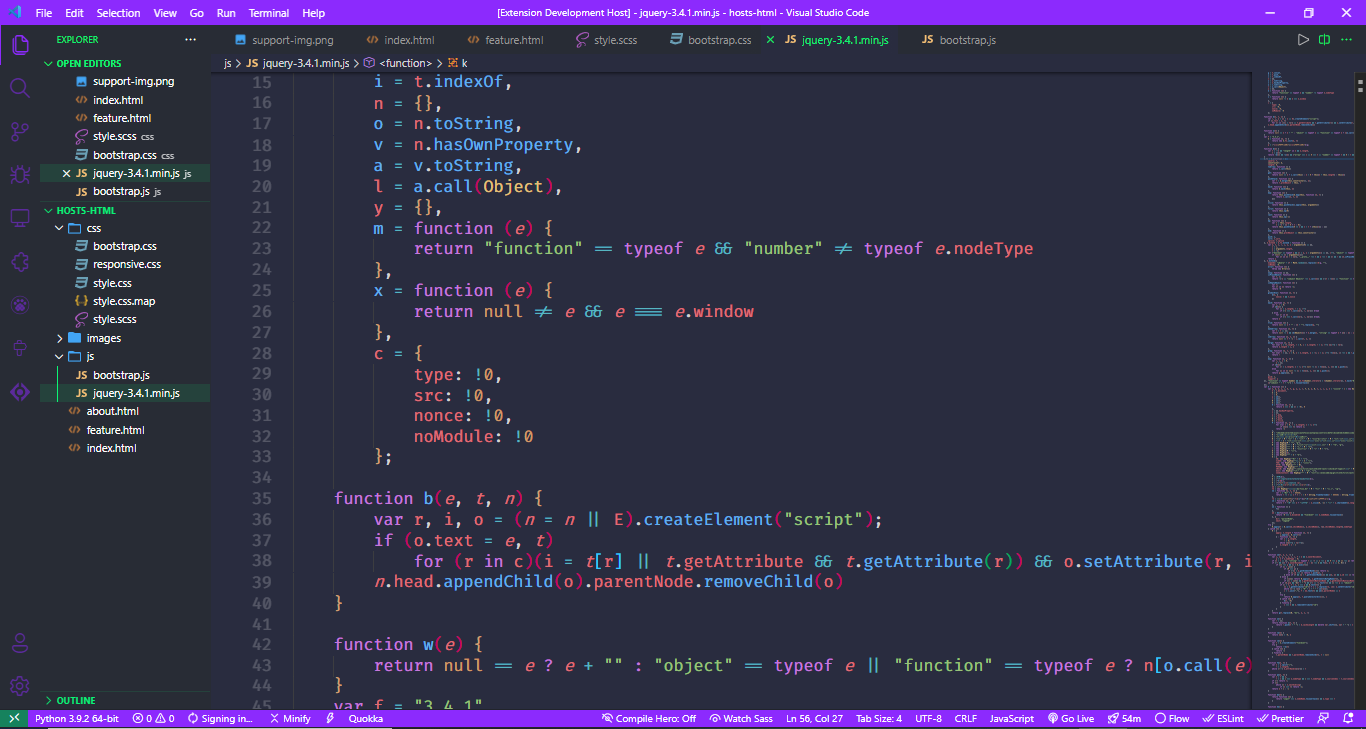 File Edit Selection View Go Run Terminal Help [Extension Development Host] - jquery-3.4.1.min.js - hosts-html - Visual Studio Code
EXPLORER ···
OPEN EDITORS
support-img.png
index.html
feature.html
style.scss css
bootstrap.css css
JS jquery-3.4.1.min.js js
JS bootstrap.js js
HOSTS-HTML
css
bootstrap.css
responsive.css
style.css
style.css.map
style.scss
images
js
JS bootstrap.js
JS jquery-3.4.1.min.js
about.html
feature.html
index.html
OUTLINE
support-img.png index.html feature.html style.scss bootstrap.css JS jquery-3.4.1.min.js JS bootstrap.js
js > JS jquery-3.4.1.min.js > <function> > k
15 i = t.indexOf,
16 n = {},
17 o = n.toString,
18 v = n.hasOwnProperty,
19 a = v.toString,
20 l = a.call(Object),
21 y = {},
22 m = function (e) {
23 return "function" == typeof e && "number" != typeof e.nodeType
24 },
25 x = function (e) {
26 return null != e && e === e.window
27 },
28 c = {
29 type: !0,
30 src: !0,
31 nonce: !0,
32 noModule: !0
33 };
34
35 function b(e, t, n) {
36 var r, i, o = (n = n || E).createElement("script");
37 if (o.text = e, t)
38 for (r in c)(i = t[r] || t.getAttribute && t.getAttribute(r)) && o.setAttribute(r, i
39 n.head.appendChild(o).parentNode.removeChild(o)
40 }
41
42 function w(e) {
43 return null == e ? e + "" : "object" == typeof e || "function" == typeof e ? n[o.call(e)
44 }
45 var f = "3.4.1"
Python 3.9.2 64-bit 0 0 Signing in... Minify Quokka Compile Hero: Off Watch Sass Ln 56, Col 27 Tab Size: 4 UTF-8 CRLF JavaScript Go Live 54m Flow ESLint Prettier